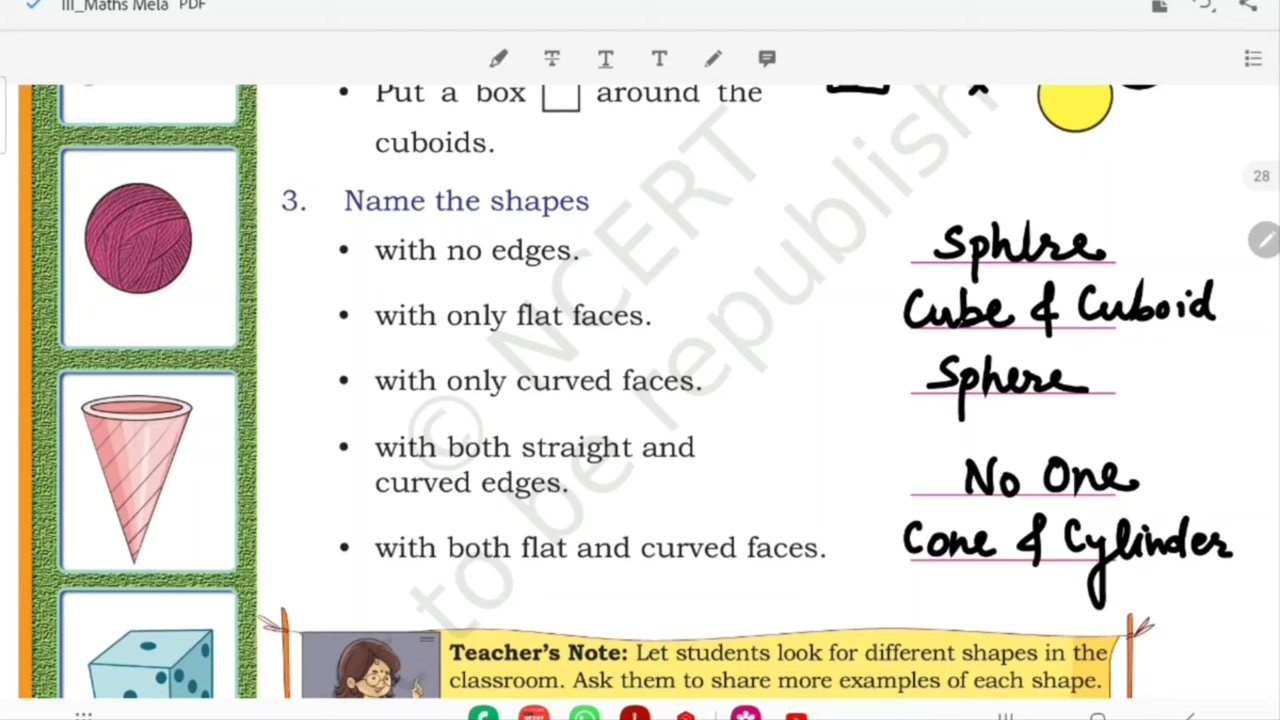 III_Maths Mela PDF
• Put a box around the
cuboids.
28
3. Name the shapes
• with no edges. Sphere
• with only flat faces. Cube & Cuboid
• with only curved faces. Sphere
• with both straight and
curved edges. No One
• with both flat and curved faces. Cone & Cylinder
© NCERT
to be republish
Teacher's Note: Let students look for different shapes in the
classroom. Ask them to share more examples of each shape.